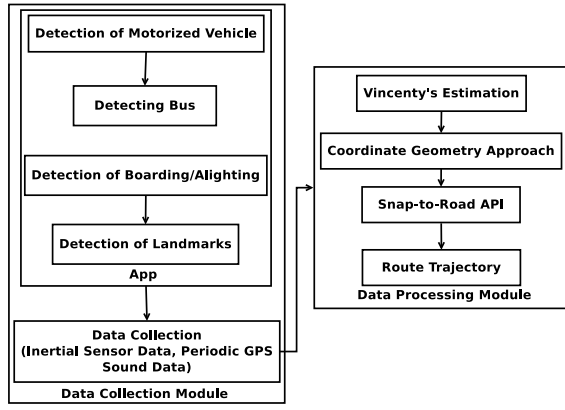 Detection of Motorized Vehicle
Detecting Bus
Detection of Boarding/Alighting
Detection of Landmarks
App
Data Collection
(Inertial Sensor Data, Periodic GPS
Sound Data)
Data Collection Module
Vincenty's Estimation
Coordinate Geometry Approach
Snap-to-Road API
Route Trajectory
Data Processing Module